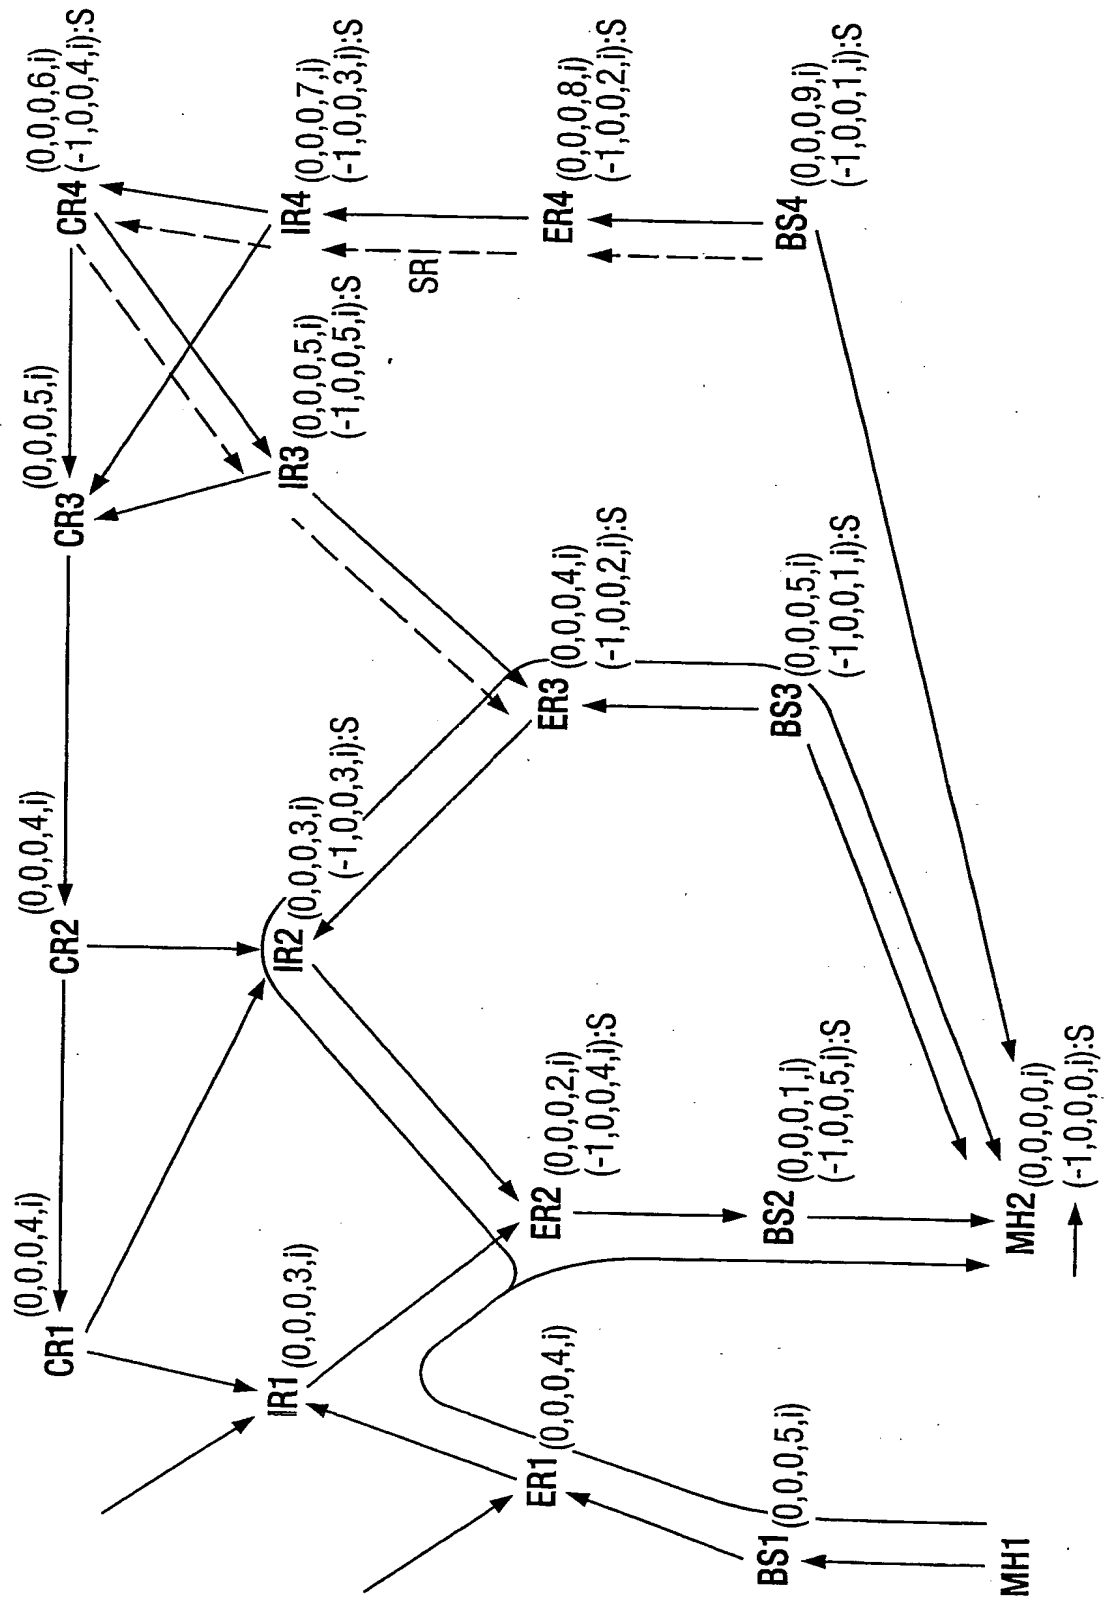 CR1 (0,0,0,4,i)
CR2 (0,0,0,4,i)
CR3 (0,0,0,5,i)
CR4 (0,0,0,6,i)
(-1,0,0,4,i):S
IR1 (0,0,0,3,i)
IR2 (0,0,0,3,i)
(-1,0,0,3,i):S
IR3 (0,0,0,5,i)
(-1,0,0,5,i):S
IR4 (0,0,0,7,i)
(-1,0,0,3,i):S
SRI
ER1 (0,0,0,4,i)
ER2 (0,0,0,2,i)
(-1,0,0,4,i):S
ER3 (0,0,0,4,i)
(-1,0,0,2,i):S
ER4 (0,0,0,8,i)
(-1,0,0,2,i):S
BS1 (0,0,0,5,i)
BS2 (0,0,0,1,i)
(-1,0,0,5,i):S
BS3 (0,0,0,5,i)
(-1,0,0,1,i):S
BS4 (0,0,0,9,i)
(-1,0,0,1,i):S
MH1
MH2 (0,0,0,0,i)
(-1,0,0,0,i):S